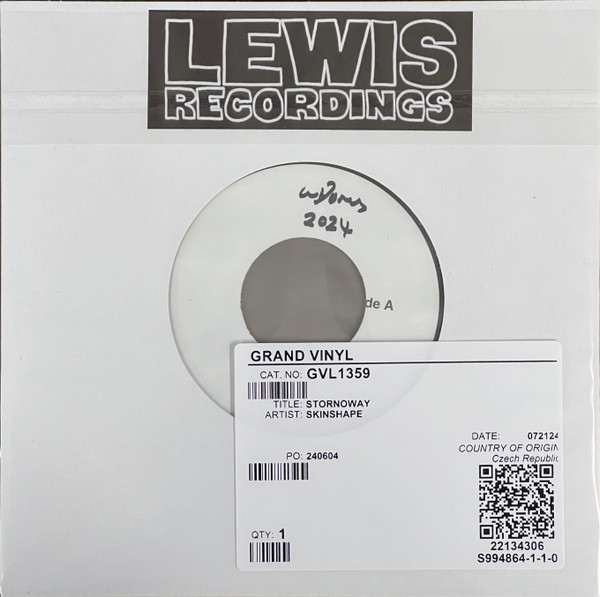 LEWIS
RECORDINGS
2024
de A
GRAND VINYL
CAT. NO: GVL1359
TITLE: STORNOWAY
ARTIST: SKINSHAPE
DATE: 072124
COUNTRY OF ORIGIN
Czech Republic
PO: 240604
QTY: 1
22134306
S994864-1-1-0